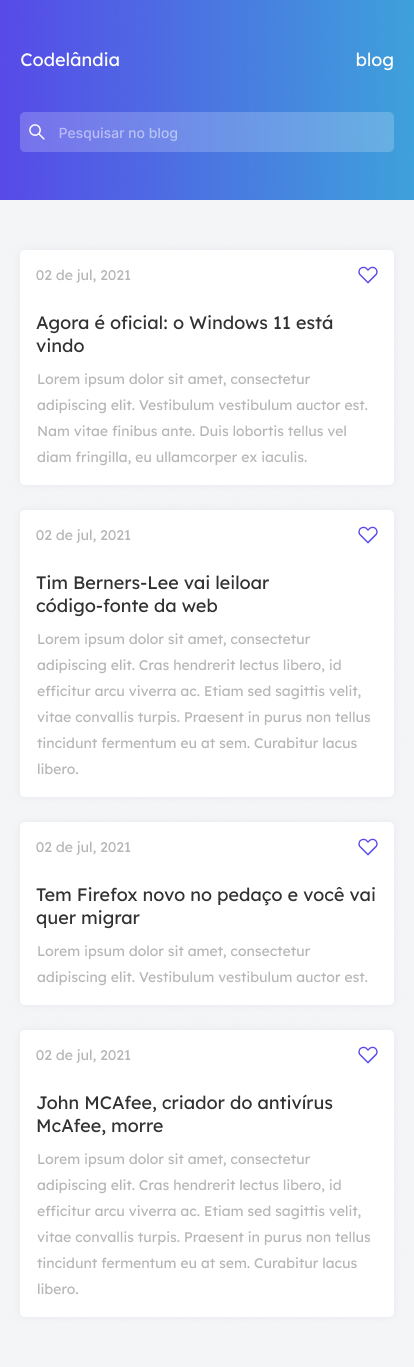 Codelândia
blog
Pesquisar no blog
02 de jul, 2021
Agora é oficial: o Windows 11 está
vindo
Lorem ipsum dolor sit amet, consectetur
adipiscing elit. Vestibulum vestibulum auctor est.
Nam vitae finibus ante. Duis lobortis tellus vel
diam fringilla, eu ullamcorper ex iaculis.
02 de jul, 2021
Tim Berners-Lee vai leiloar
código-fonte da web
Lorem ipsum dolor sit amet, consectetur
adipiscing elit. Cras hendrerit lectus libero, id
efficitur arcu viverra ac. Etiam sed sagittis velit,
vitae convallis turpis. Praesent in purus non tellus
tincidunt fermentum eu at sem. Curabitur lacus
libero.
02 de jul, 2021
Tem Firefox novo no pedaço e você vai
quer migrar
Lorem ipsum dolor sit amet, consectetur
adipiscing elit. Vestibulum vestibulum auctor est.
02 de jul, 2021
John MCAfee, criador do antivírus
McAfee, morre
Lorem ipsum dolor sit amet, consectetur
adipiscing elit. Cras hendrerit lectus libero, id
efficitur arcu viverra ac. Etiam sed sagittis velit,
vitae convallis turpis. Praesent in purus non tellus
tincidunt fermentum eu at sem. Curabitur lacus
libero.